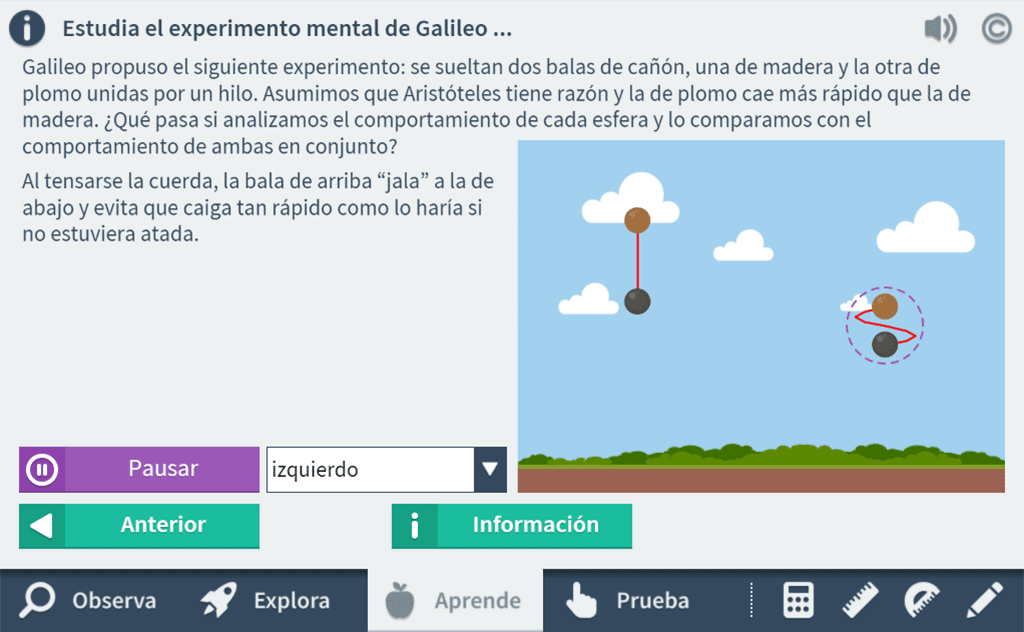 Estudia el experimento mental de Galileo ...
Galileo propuso el siguiente experimento: se sueltan dos balas de cañón, una de madera y la otra de
plomo unidas por un hilo. Asumimos que Aristóteles tiene razón y la de plomo cae más rápido que la de
madera. ¿Qué pasa si analizamos el comportamiento de cada esfera y lo comparamos con el
comportamiento de ambas en conjunto?
Al tensarse la cuerda, la bala de arriba “jala” a la de
abajo y evita que caiga tan rápido como lo haría si
no estuviera atada.
Pausar
izquierdo
Anterior
Información
Observa
Explora
Aprende
Prueba